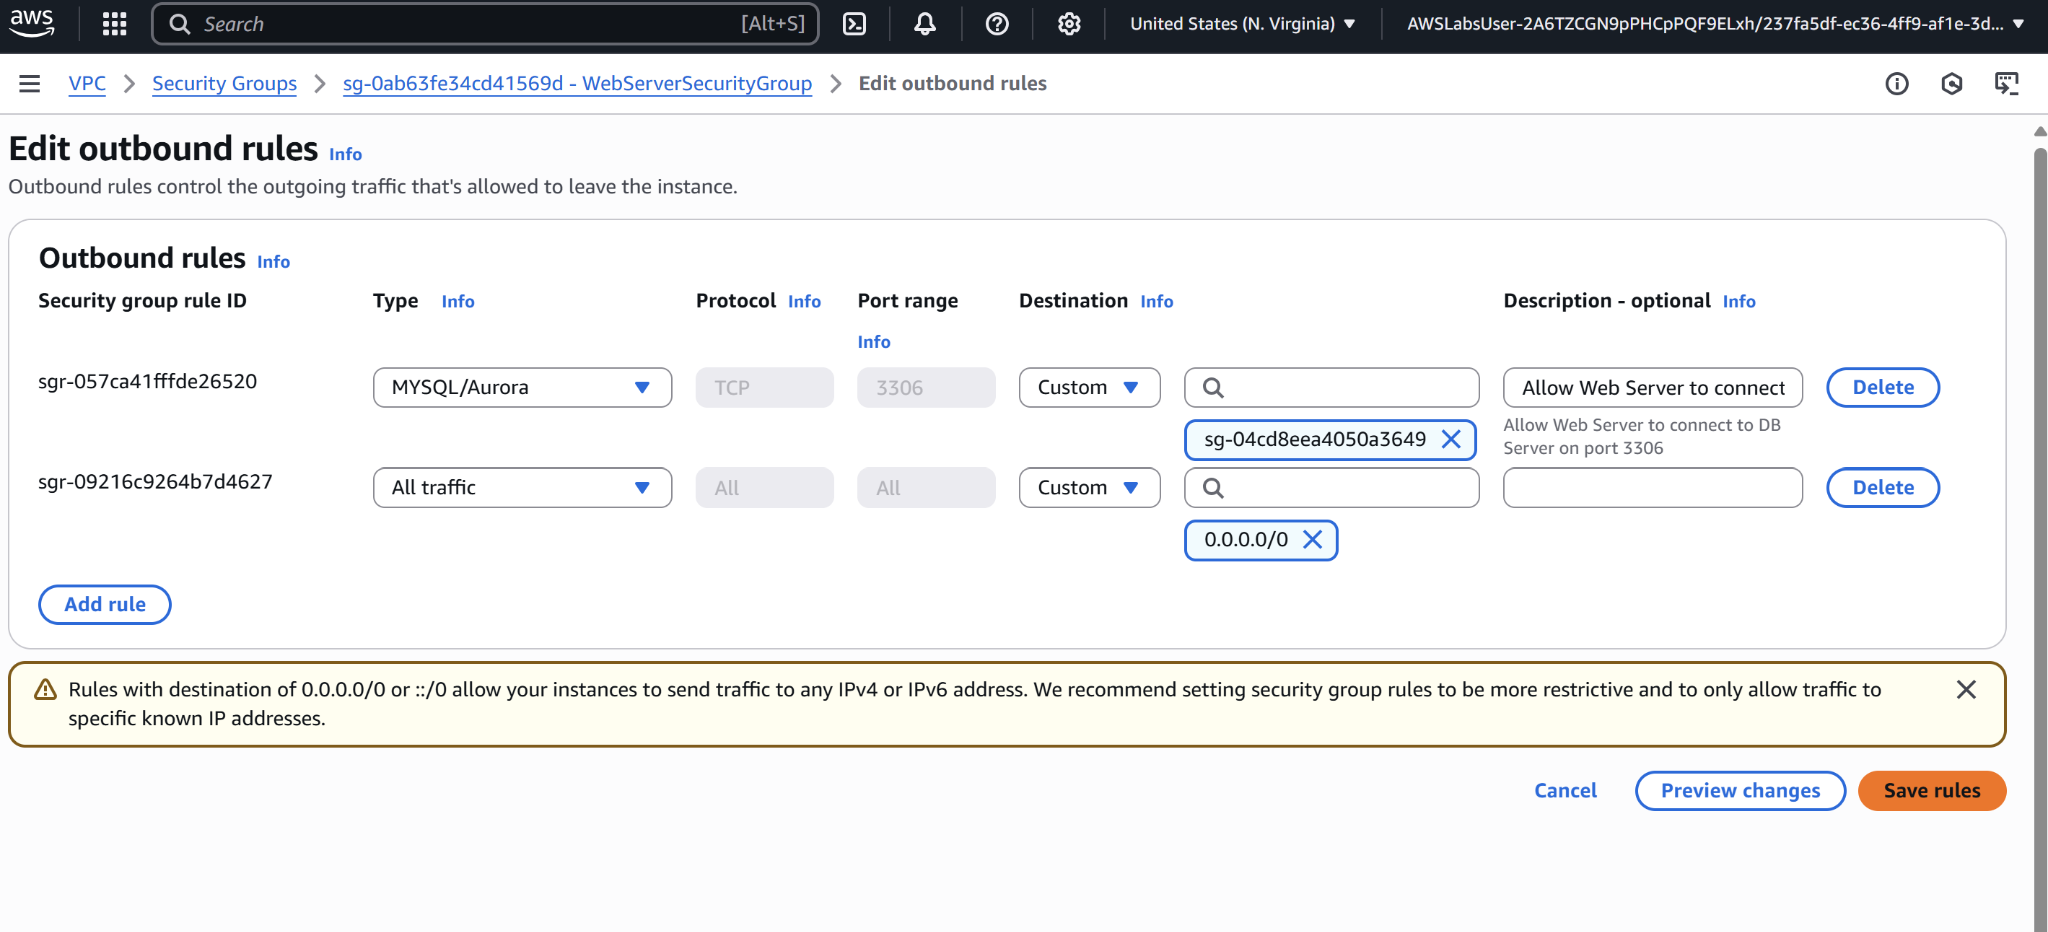 aws
Search [Alt+S] United States (N. Virginia) AWSLabsUser-2A6TZCGN9pPHCpPQF9ELxh/237fa5df-ec36-4ff9-af1e-3d...
VPC Security Groups sg-0ab63fe34cd41569d - WebServerSecurityGroup Edit outbound rules
Edit outbound rules Info
Outbound rules control the outgoing traffic that's allowed to leave the instance.
Outbound rules Info
Security group rule ID Type Info Protocol Info Port range Info Destination Info Description - optional Info
sgr-057ca41fffde26520 MYSQL/Aurora TCP 3306 Custom Allow Web Server to connect Delete
sg-04cd8eea4050a3649 Allow Web Server to connect to DB
Server on port 3306
sgr-09216c9264b7d4627 All traffic All All Custom Delete
0.0.0.0/0
Add rule
Rules with destination of 0.0.0.0/0 or ::/0 allow your instances to send traffic to any IPv4 or IPv6 address. We recommend setting security group rules to be more restrictive and to only allow traffic to
specific known IP addresses.
Cancel Preview changes Save rules